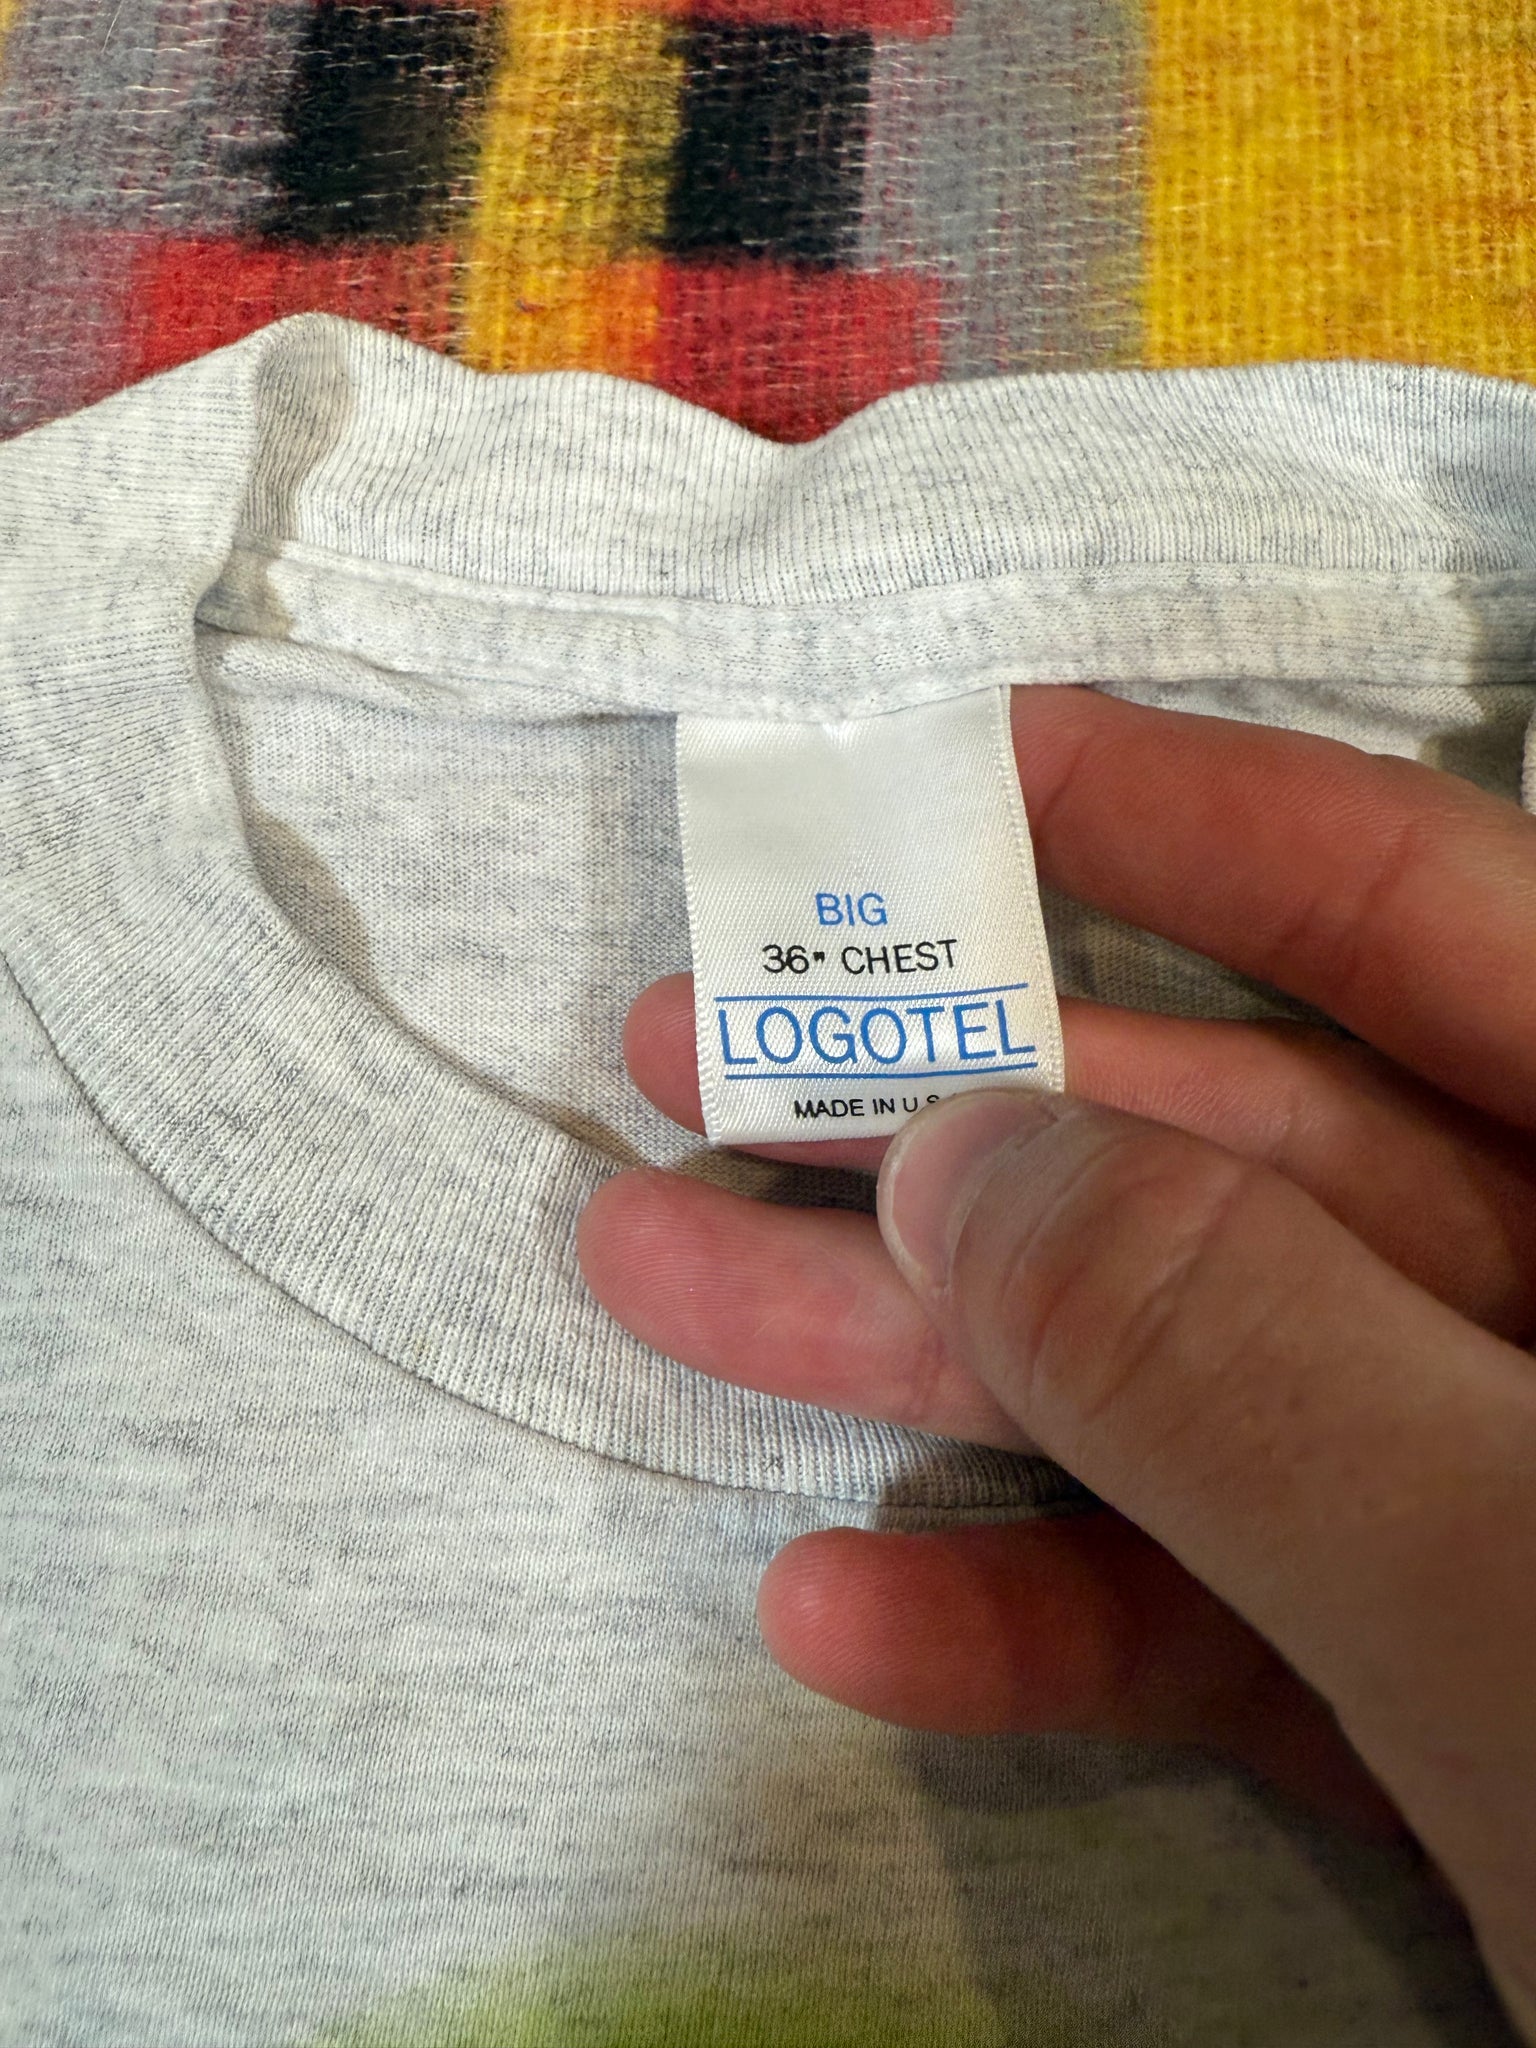 BIG
36" CHEST
LOGOTEL
MADE IN U.S.